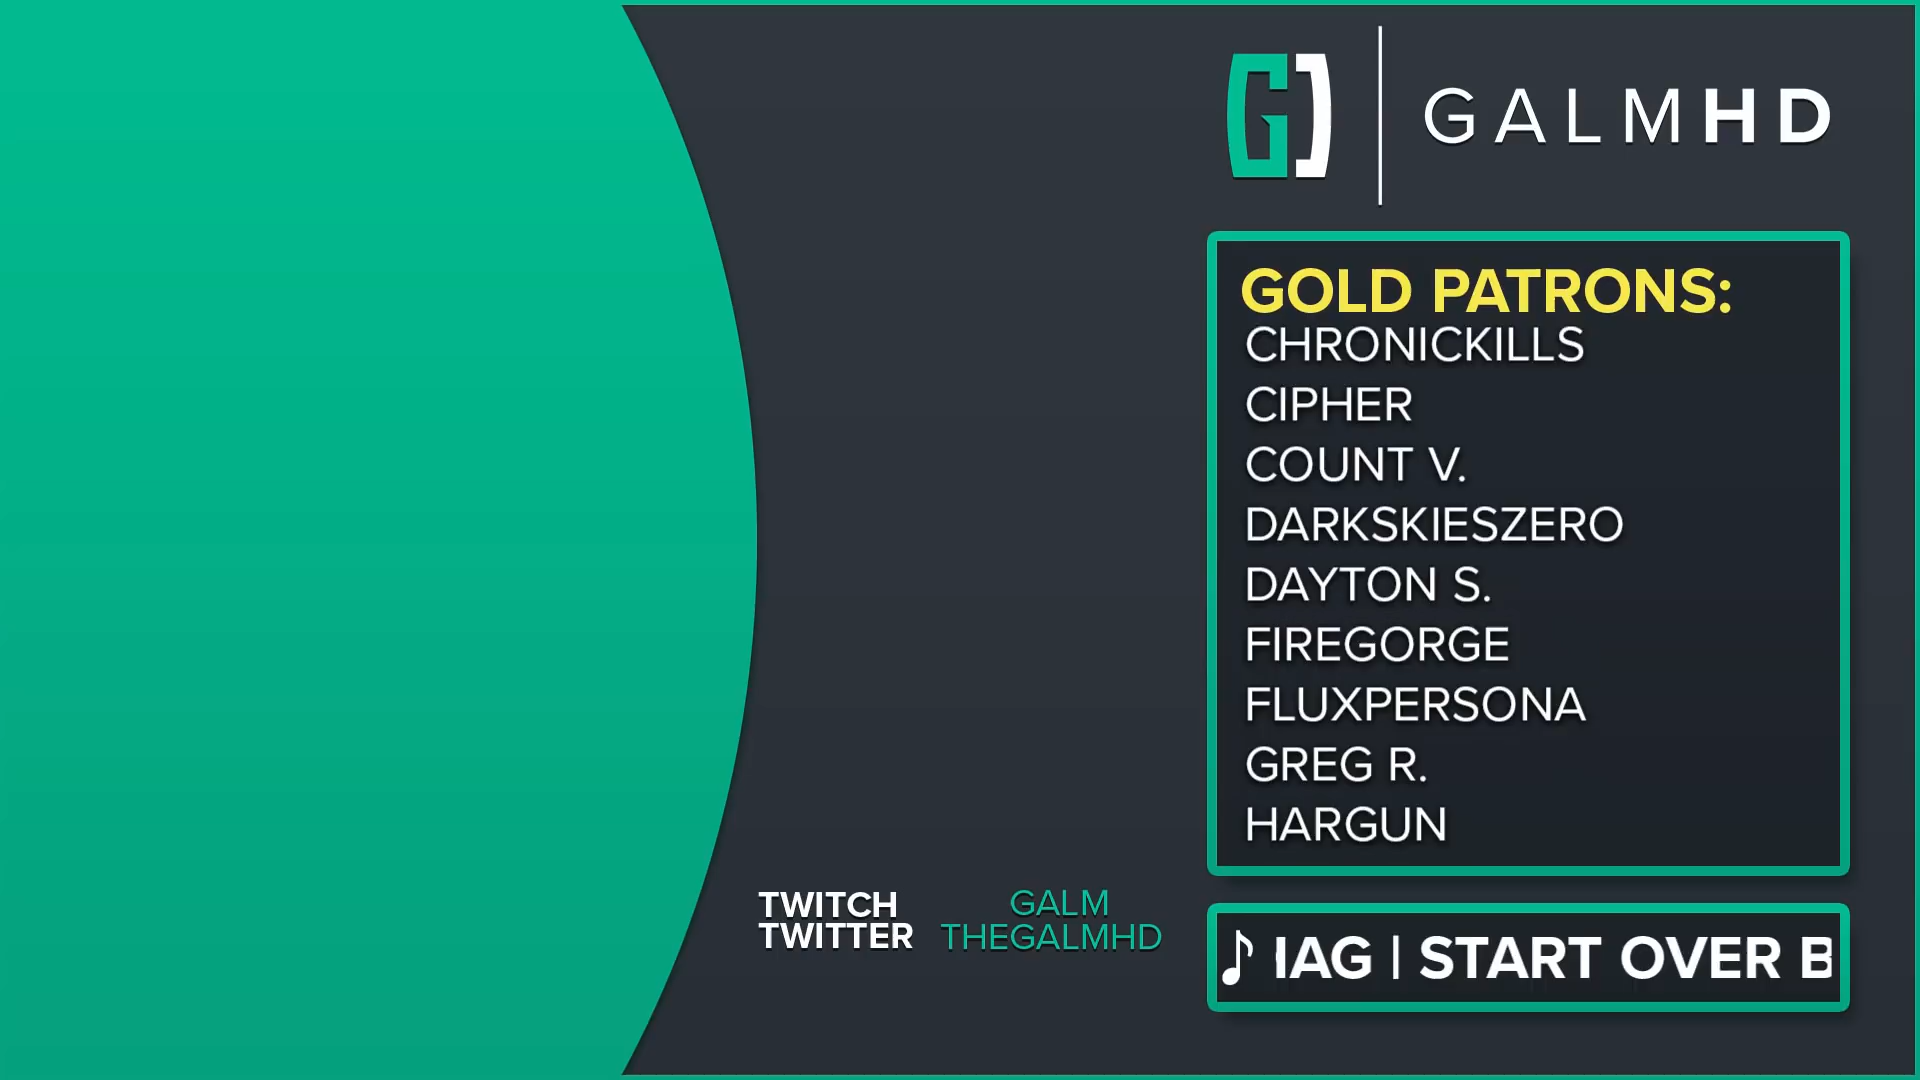 GALMHD
GOLD PATRONS:
CHRONICKILLS
CIPHER
COUNT V.
DARKSKIESZERO
DAYTON S.
FIREGORGE
FLUXPERSONA
GREG R.
HARGUN
TWITCH GALM
TWITTER THEGALMHD
IAG | START OVER B